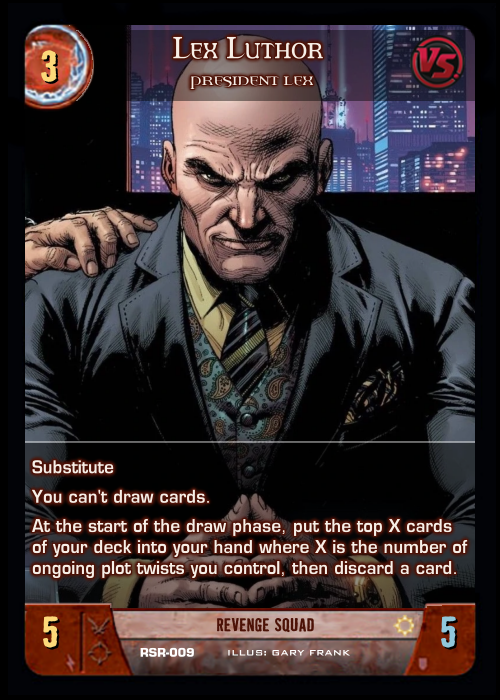 3
LEX LUTHOR
PRESIDENT LEX
VS
Substitute
You can't draw cards.
At the start of the draw phase, put the top X cards
of your deck into your hand where X is the number of
ongoing plot twists you control, then discard a card.
5
REVENGE SQUAD
5
RSR-009 ILLUS: GARY FRANK